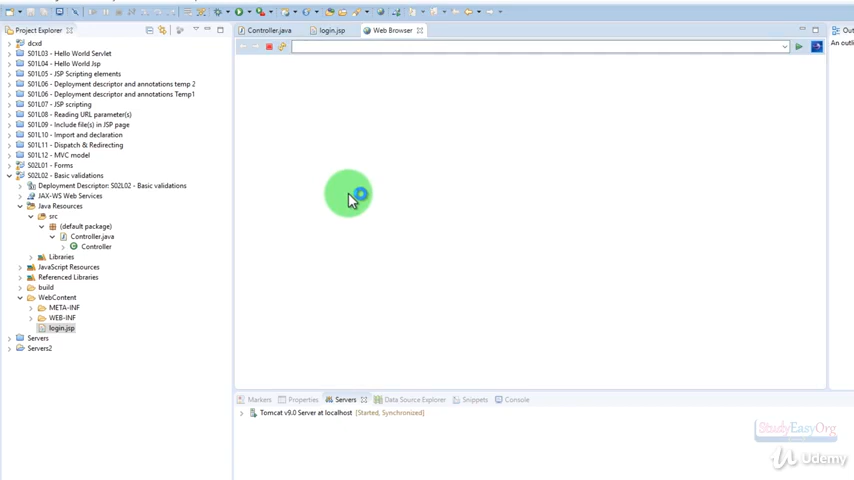 Project Explorer
dcxd
S01L03 - Hello World Servlet
S01L04 - Hello World Jsp
S01L05 - JSP Scripting elements
S01L06 - Deployment descriptor and annotations temp 2
S01L06 - Deployment descriptor and annotations Temp1
S01L07 - JSP scripting
S01L08 - Reading URL parameter(s)
S01L09 - Include file(s) in JSP page
S01L10 - Import and declaration
S01L11 - Dispatch & Redirecting
S01L12 - MVC model
S02L01 - Forms
S02L02 - Basic validations
Deployment Descriptor: S02L02 - Basic validations
JAX-WS Web Services
Java Resources
src
(default package)
Controller.java
Controller
Libraries
JavaScript Resources
Referenced Libraries
build
WebContent
META-INF
WEB-INF
login.jsp
Servers
Servers2
Controller.java
login.jsp
Web Browser
Markers
Properties
Servers
Data Source Explorer
Snippets
Console
Tomcat v9.0 Server at localhost [Started, Synchronized]
Out
An outli
StudyEasyOrg
Udemy